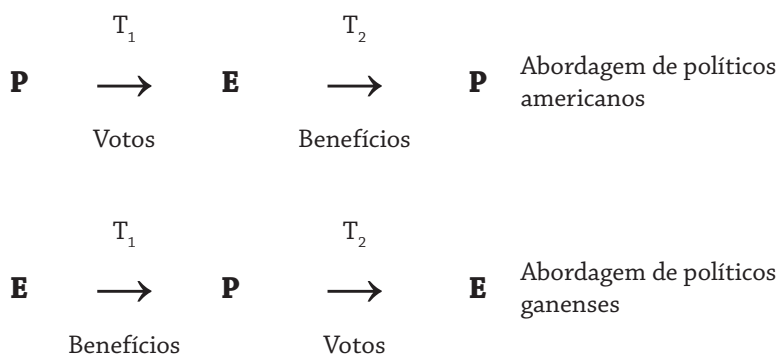 T₁ T₂
P → E → P Abordagem de políticos
americanos
Votos Benefícios
T₁ T₂
E → P → E Abordagem de políticos
ganenses
Benefícios Votos